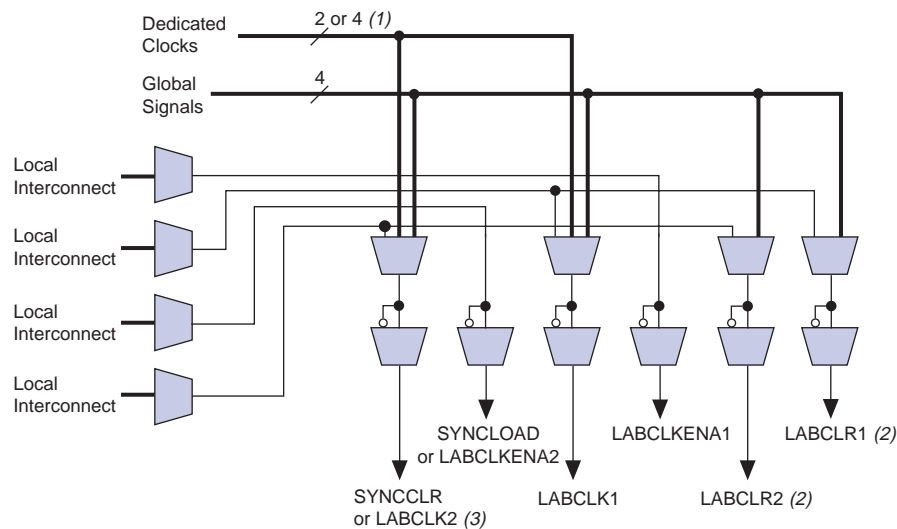 Dedicated
Clocks
2 or 4 (1)
Global
Signals
4
Local
Interconnect
Local
Interconnect
Local
Interconnect
Local
Interconnect
SYNCLOAD
or LABCLKENA2
LABCLKENA1
LABCLR1 (2)
SYNCCLR
or LABCLK2 (3)
LABCLK1
LABCLR2 (2)